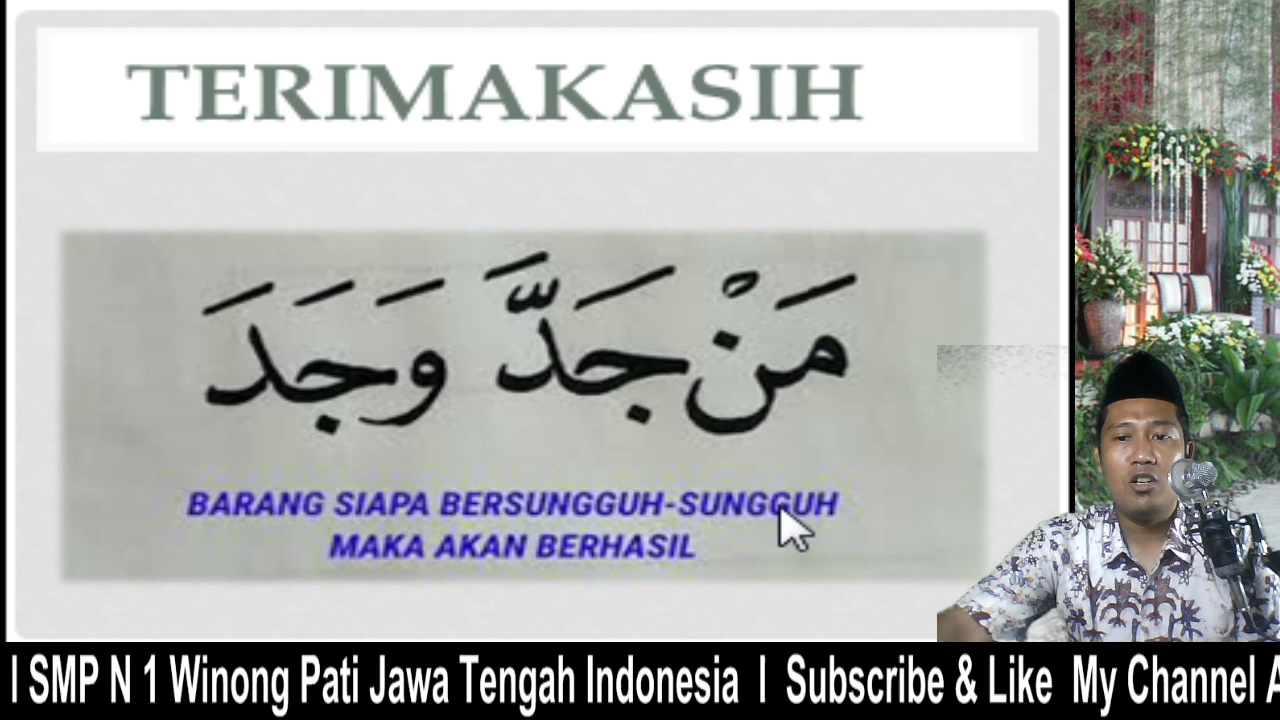 TERIMAKASIH
مَنْ جَدَّ وَجَدَ
BARANG SIAPA BERSUNGGUH-SUNGGUH
MAKA AKAN BERHASIL
I SMP N 1 Winong Pati Jawa Tengah Indonesia I Subscribe & Like My Channel A